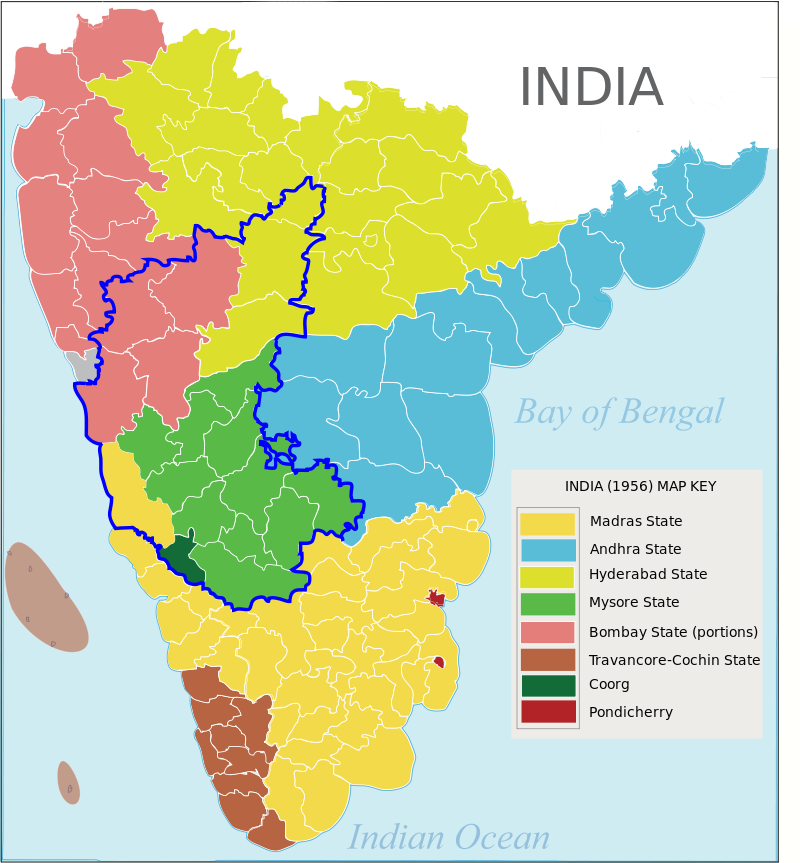 INDIA
Bay of Bengal
INDIA (1956) MAP KEY
Madras State
Andhra State
Hyderabad State
Mysore State
Bombay State (portions)
Travancore-Cochin State
Coorg
Pondicherry
Indian Ocean